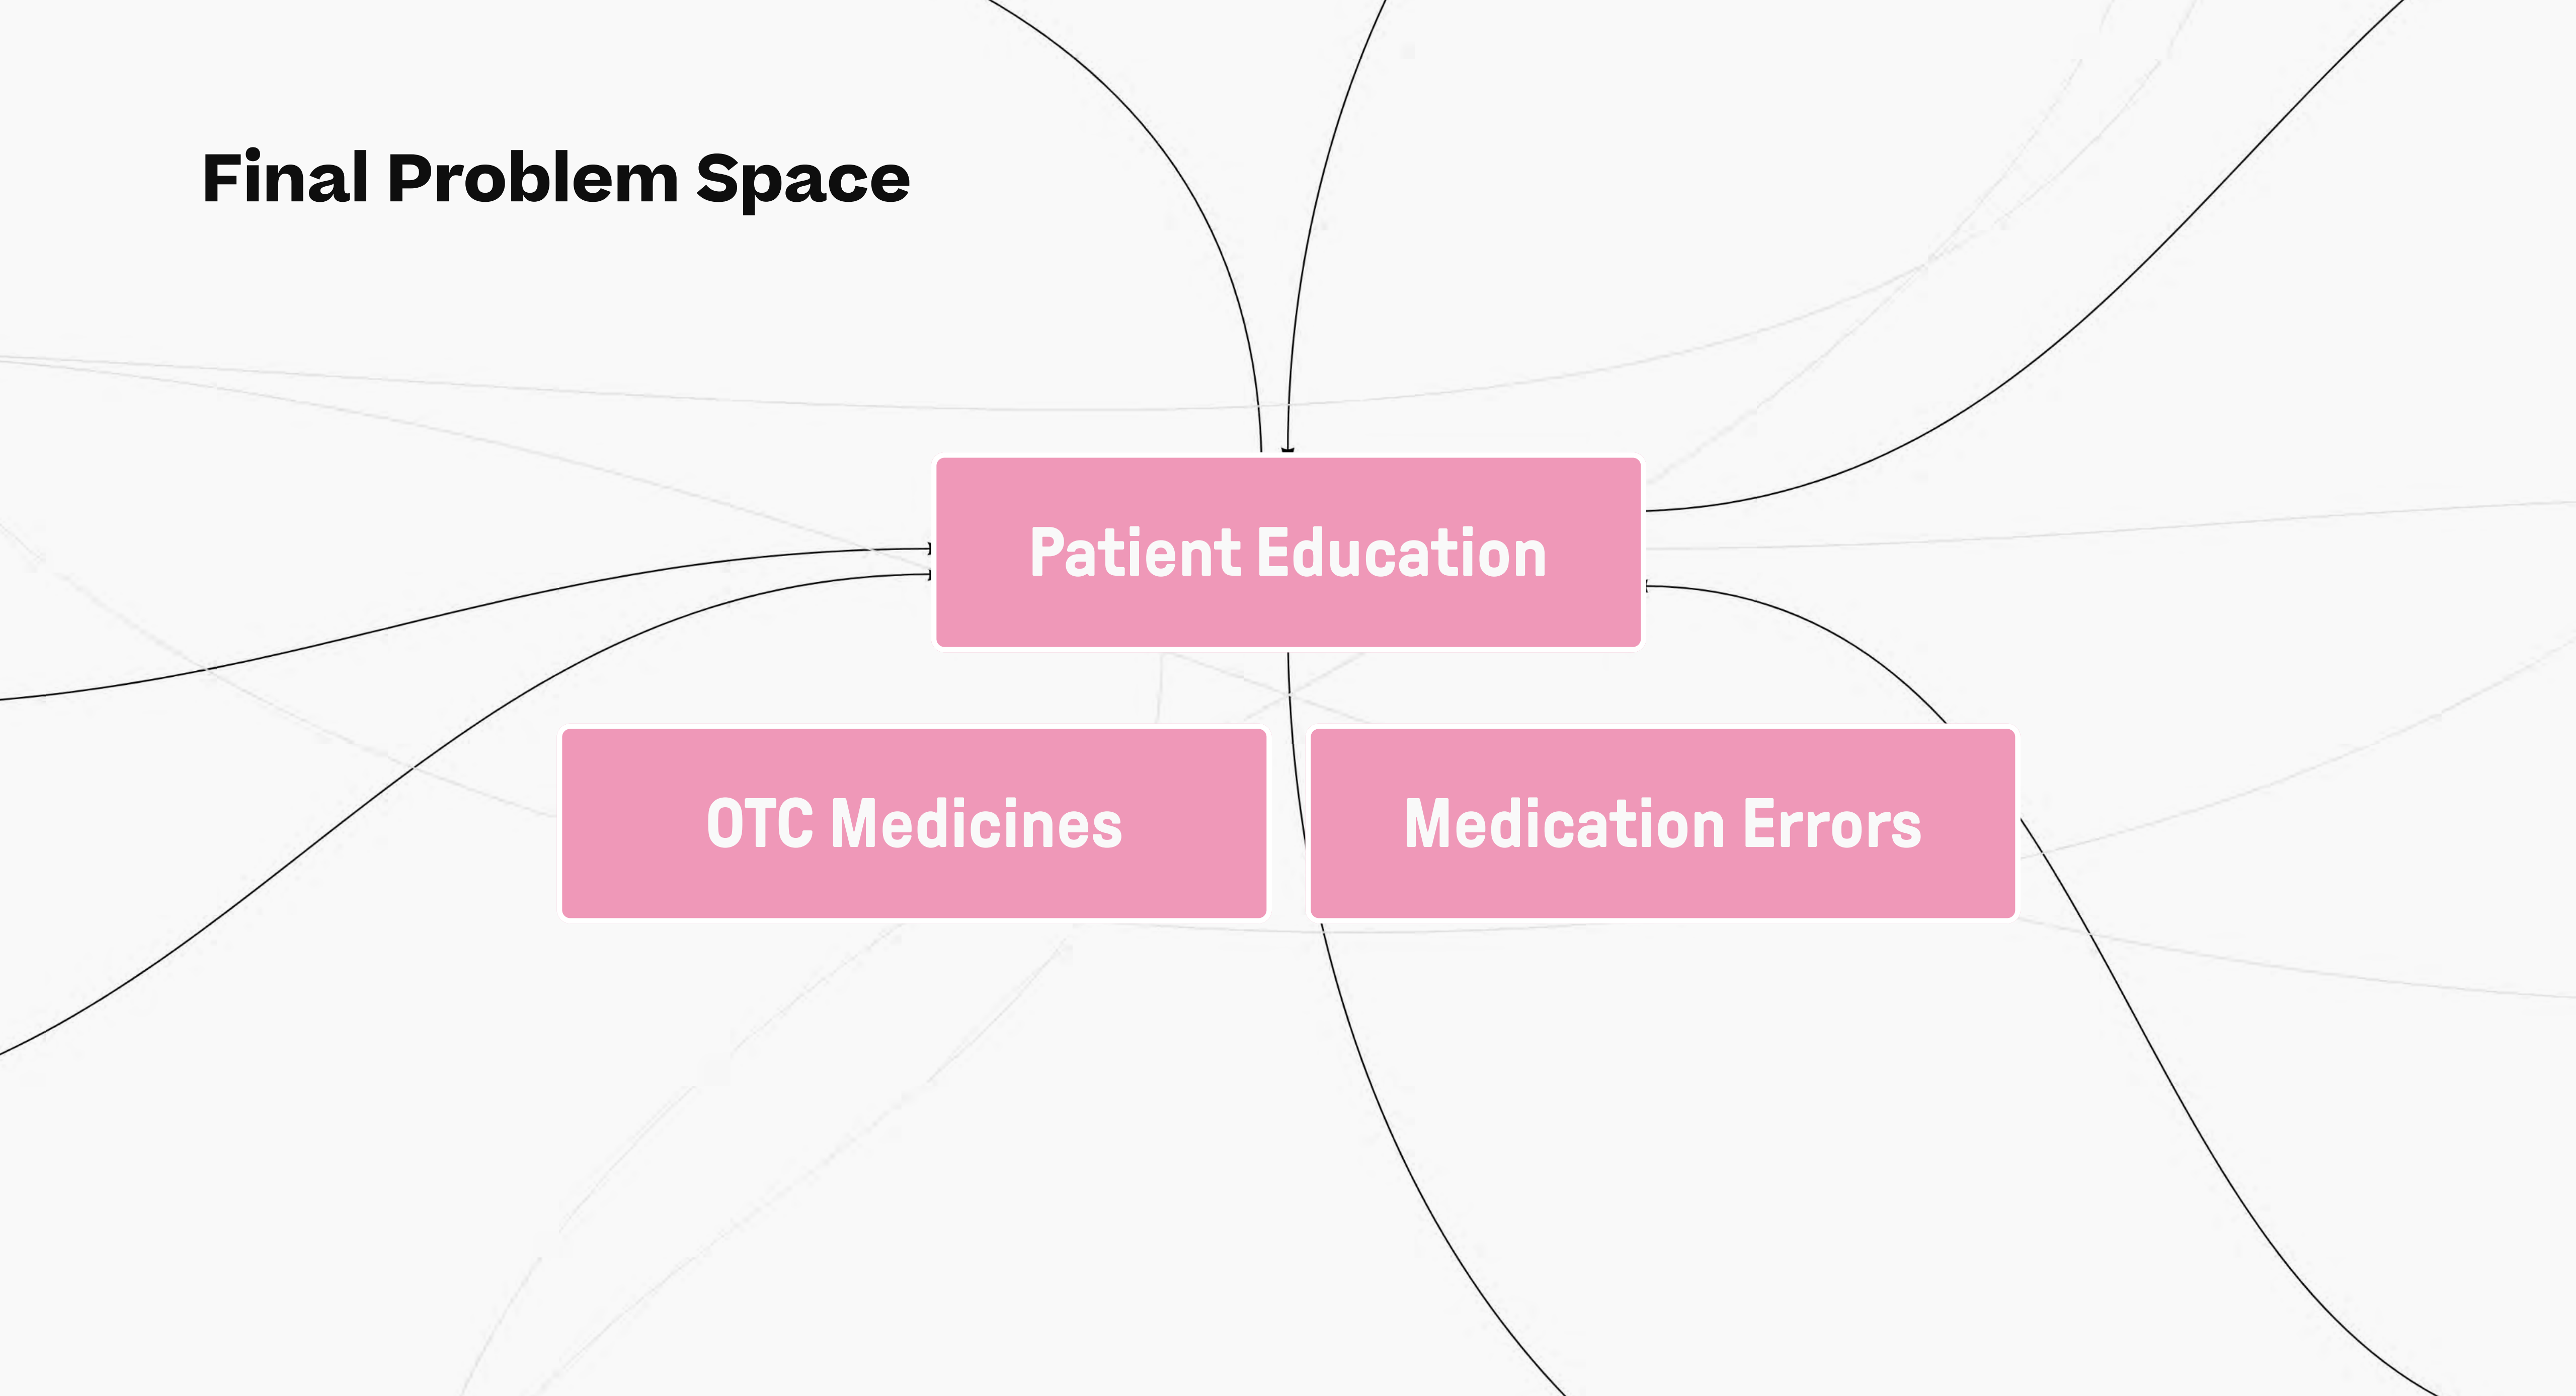 Final Problem Space
Patient Education
OTC Medicines
Medication Errors